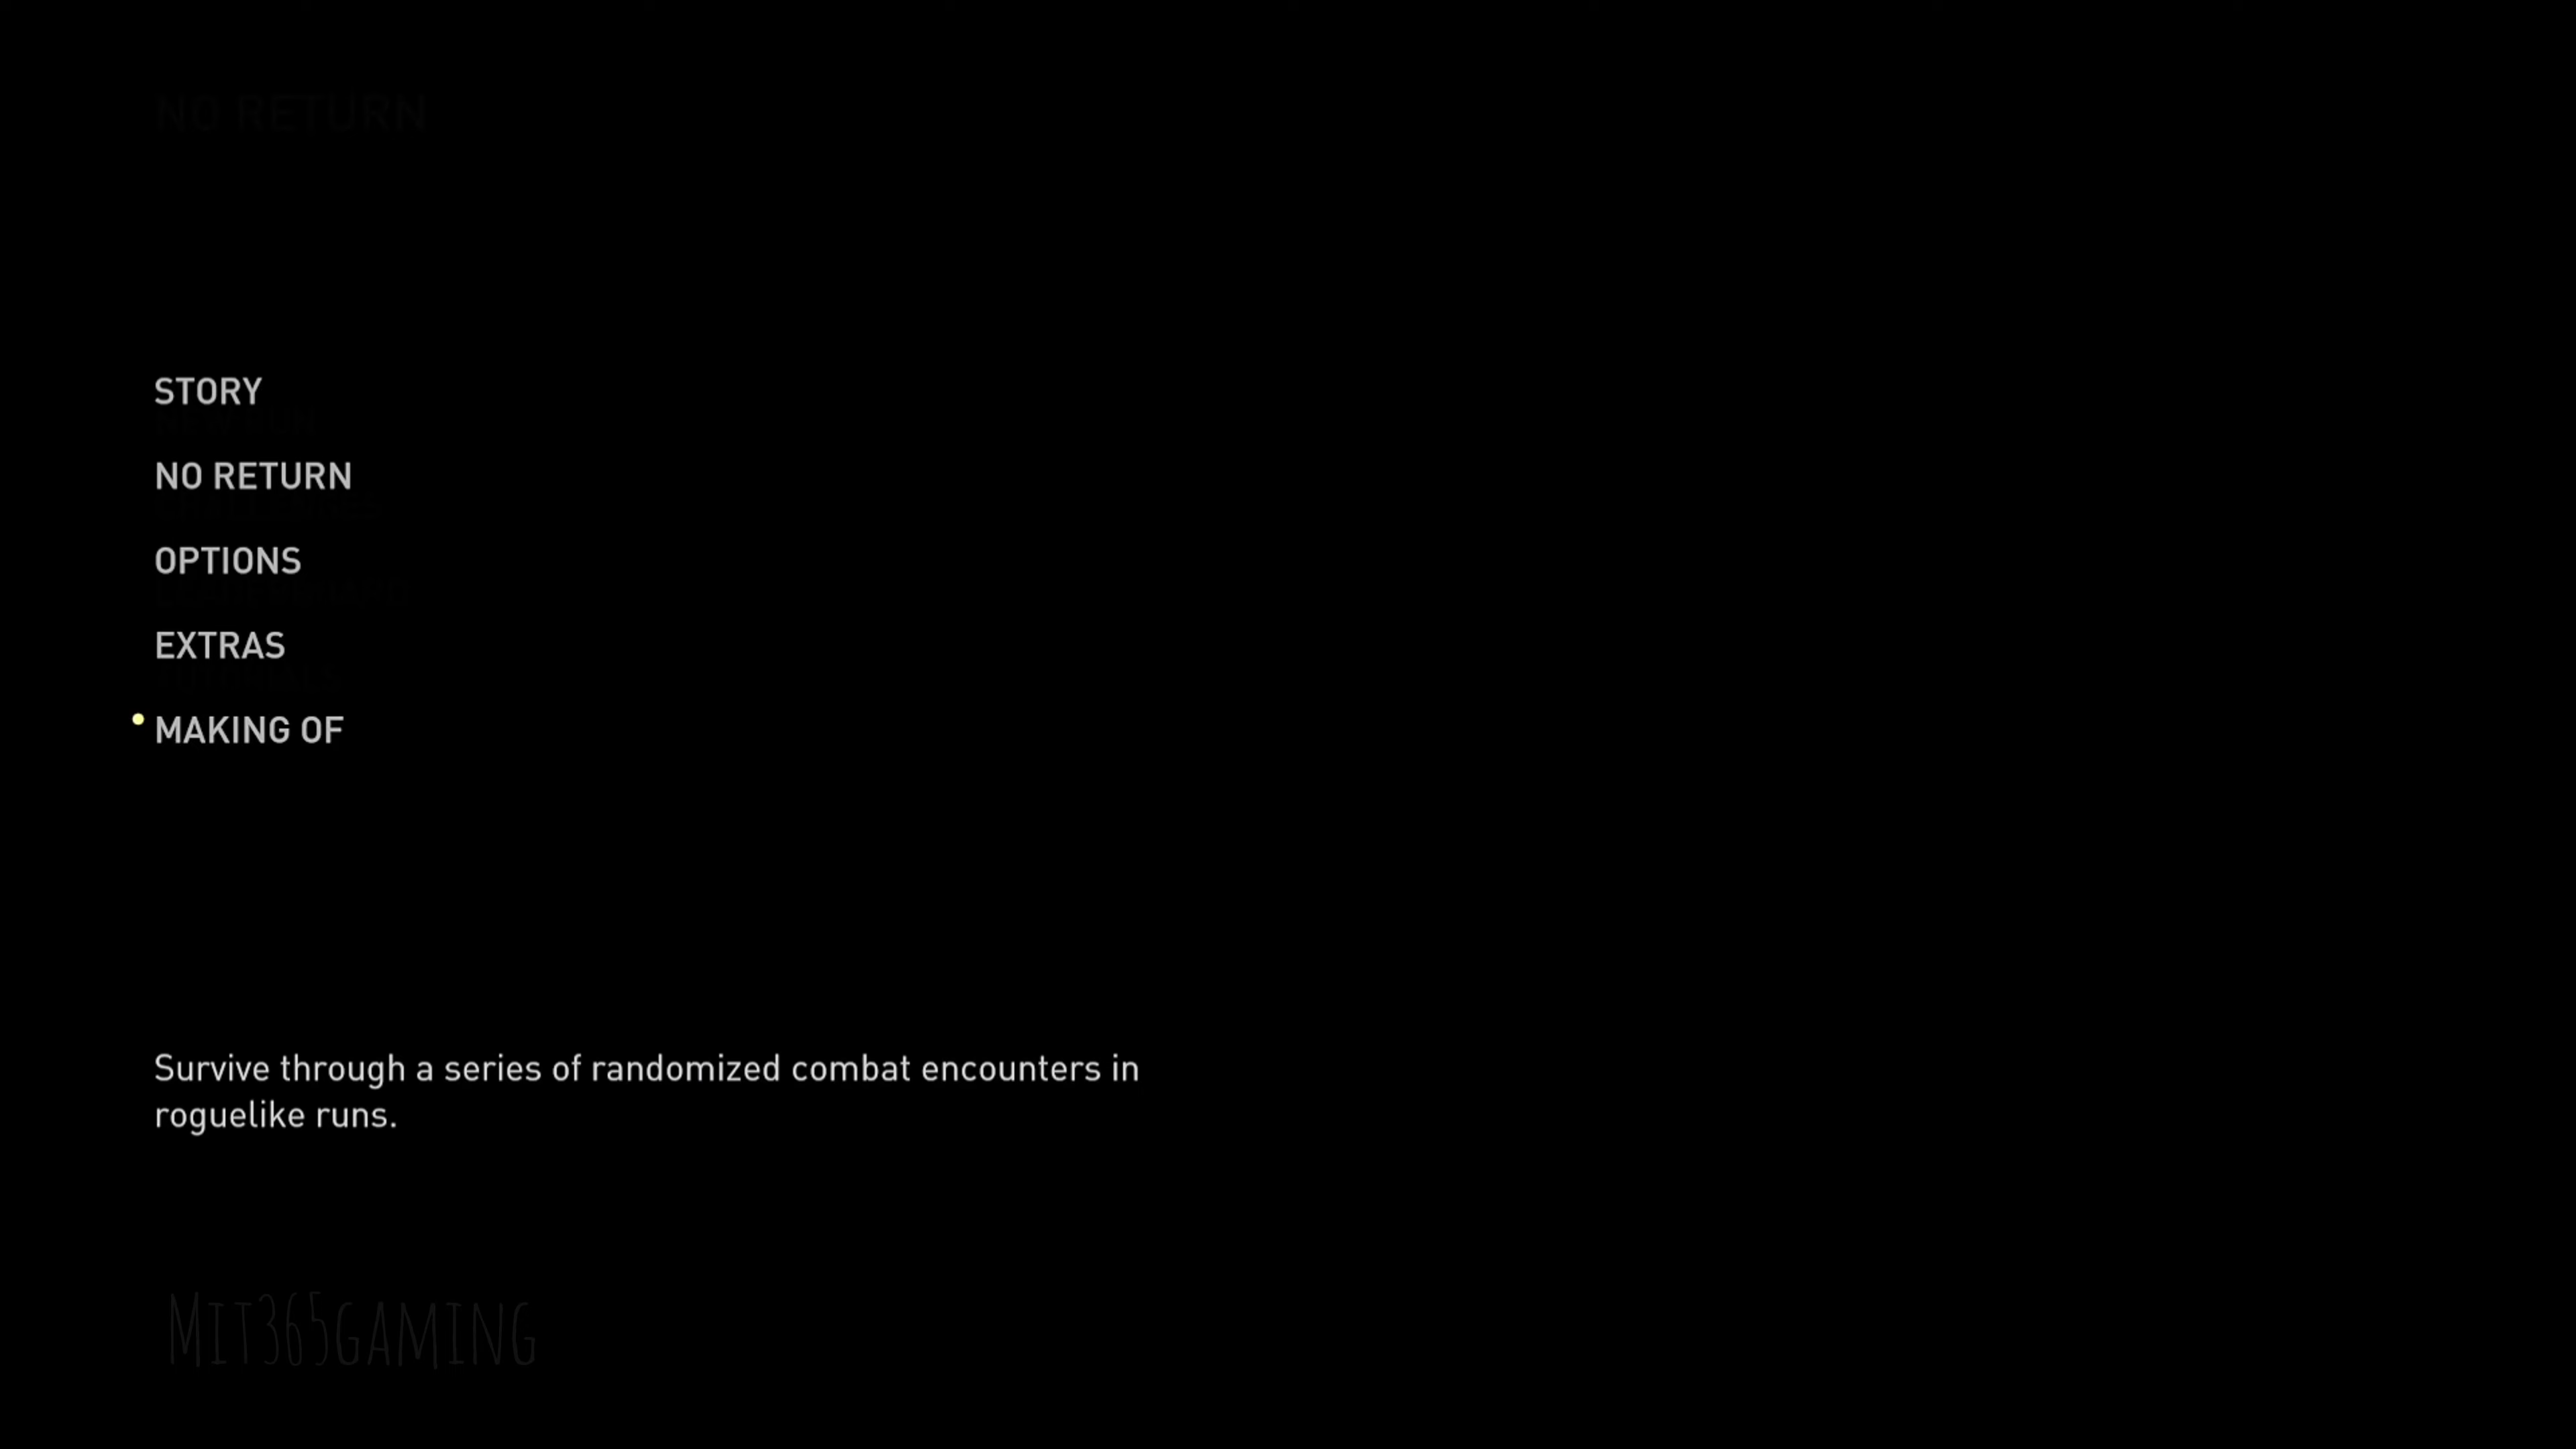 NO RETURN
STORY
NO RETURN
OPTIONS
EXTRAS
MAKING OF
Survive through a series of randomized combat encounters in
roguelike runs.
Mit365gaming